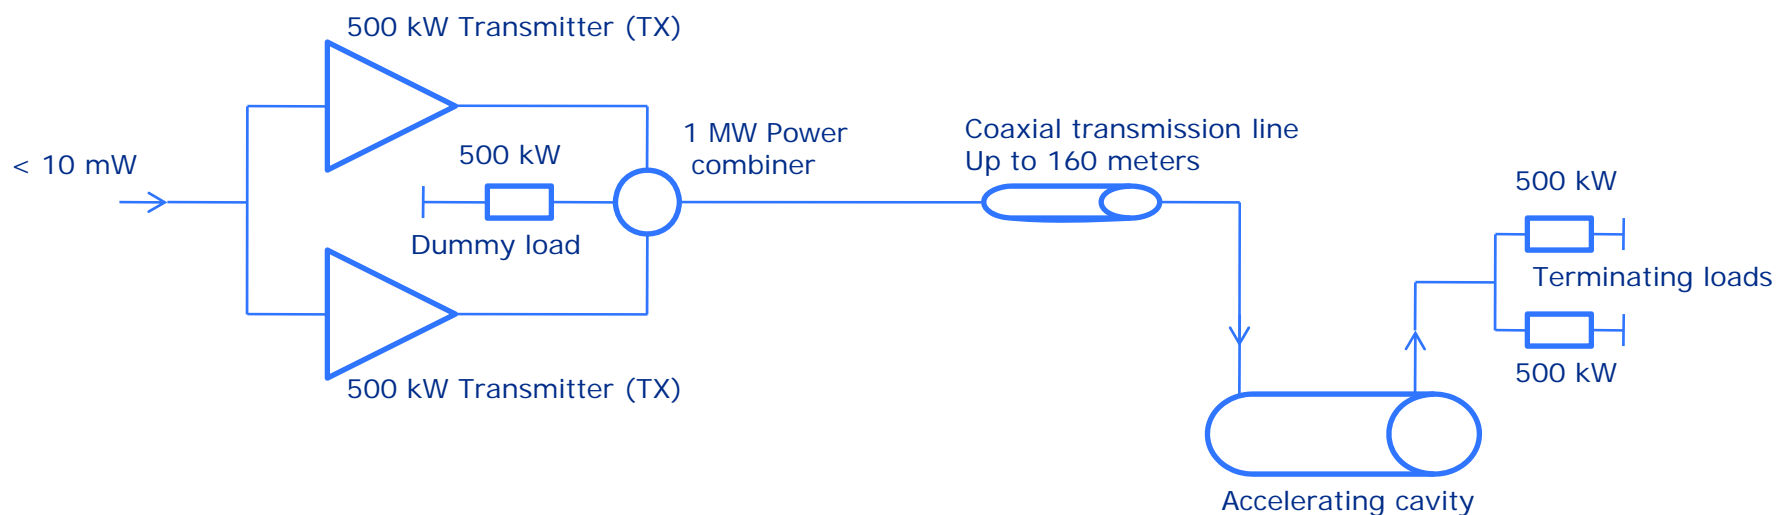 500 kW Transmitter (TX)
< 10 mW
500 kW
Dummy load
1 MW Power
combiner
500 kW Transmitter (TX)
Coaxial transmission line
Up to 160 meters
500 kW
Terminating loads
500 kW
Accelerating cavity